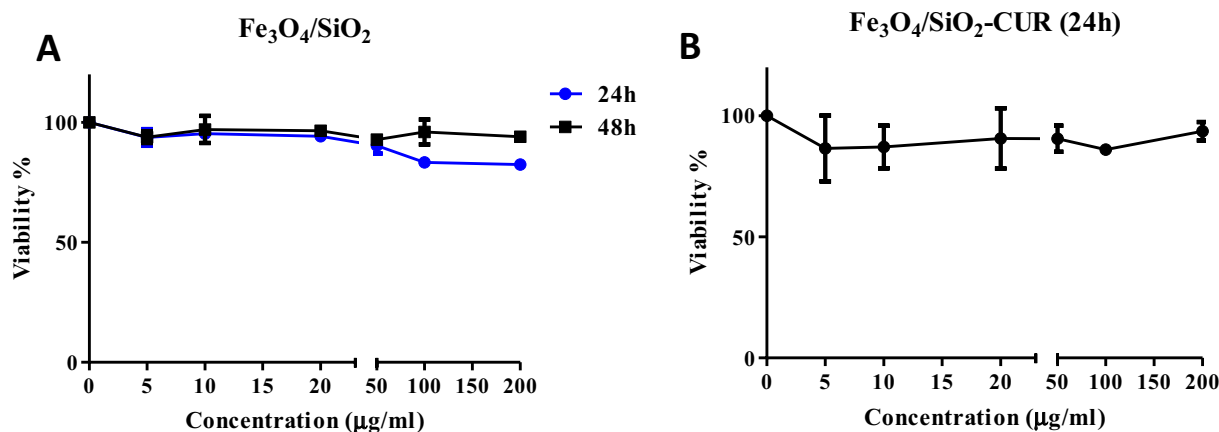 A
Fe₃O₄/SiO₂
24h
48h
Viability %
100
50
0
0 5 10 20 50 100 150 200
Concentration (μg/ml)
B
Fe₃O₄/SiO₂-CUR (24h)
Viability %
100
50
0
0 5 10 20 50 100 150 200
Concentration (μg/ml)